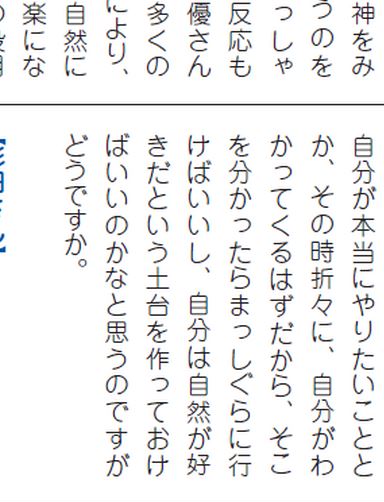 神をみ
うのを
っしゃ
反応も
優さん
多くの
により、
自然に
楽にな
自分が本当にやりたいことと
か、その時折々に、自分がわ
かってくるはずだから、そこ
を分かったらまっしぐらに行
けばいいし、自分は自然が好
きだという土台を作っておけ
ばいいのかなと思うのですが
どうですか。